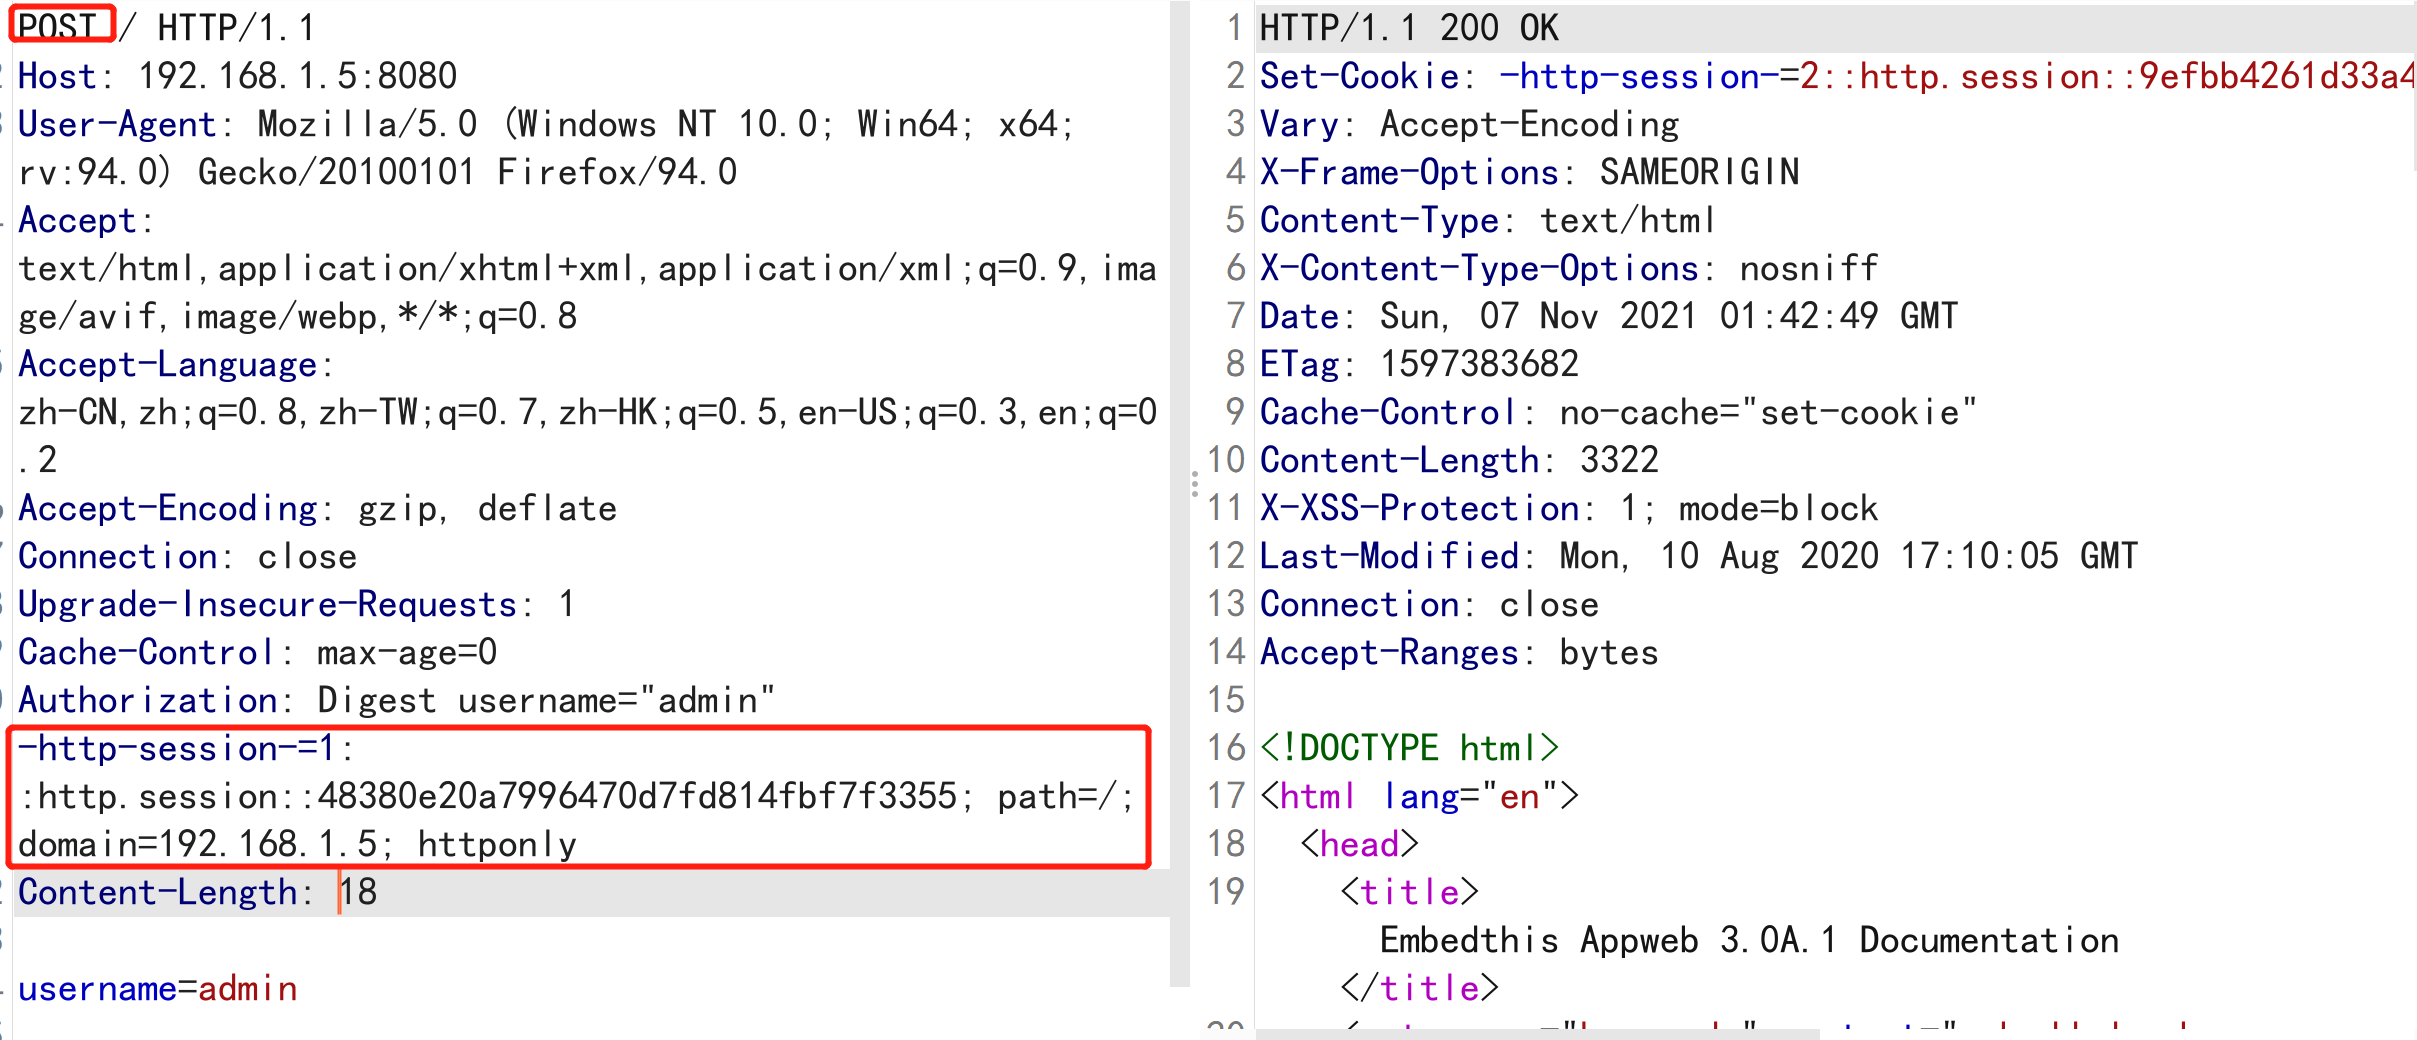 POST / HTTP/1.1
Host: 192.168.1.5:8080
User-Agent: Mozilla/5.0 (Windows NT 10.0; Win64; x64;
rv:94.0) Gecko/20100101 Firefox/94.0
Accept:
text/html,application/xhtml+xml,application/xml;q=0.9,ima
ge/avif,image/webp,*/*;q=0.8
Accept-Language:
zh-CN,zh;q=0.8,zh-TW;q=0.7,zh-HK;q=0.5,en-US;q=0.3,en;q=0
.2
Accept-Encoding: gzip, deflate
Connection: close
Upgrade-Insecure-Requests: 1
Cache-Control: max-age=0
Authorization: Digest username="admin"
-http-session-=1:
:http.session::48380e20a7996470d7fd814fbf7f3355; path=/;
domain=192.168.1.5; httponly
Content-Length: 18
username=admin
1 HTTP/1.1 200 OK
2 Set-Cookie: -http-session-=2::http.session::9efbb4261d33a4
3 Vary: Accept-Encoding
4 X-Frame-Options: SAMEORIGIN
5 Content-Type: text/html
6 X-Content-Type-Options: nosniff
7 Date: Sun, 07 Nov 2021 01:42:49 GMT
8 ETag: 1597383682
9 Cache-Control: no-cache="set-cookie"
10 Content-Length: 3322
11 X-XSS-Protection: 1; mode=block
12 Last-Modified: Mon, 10 Aug 2020 17:10:05 GMT
13 Connection: close
14 Accept-Ranges: bytes
15
16 <!DOCTYPE html>
17 <html lang="en">
18 <head>
19 <title>
Embedthis Appweb 3.0A.1 Documentation
</title>